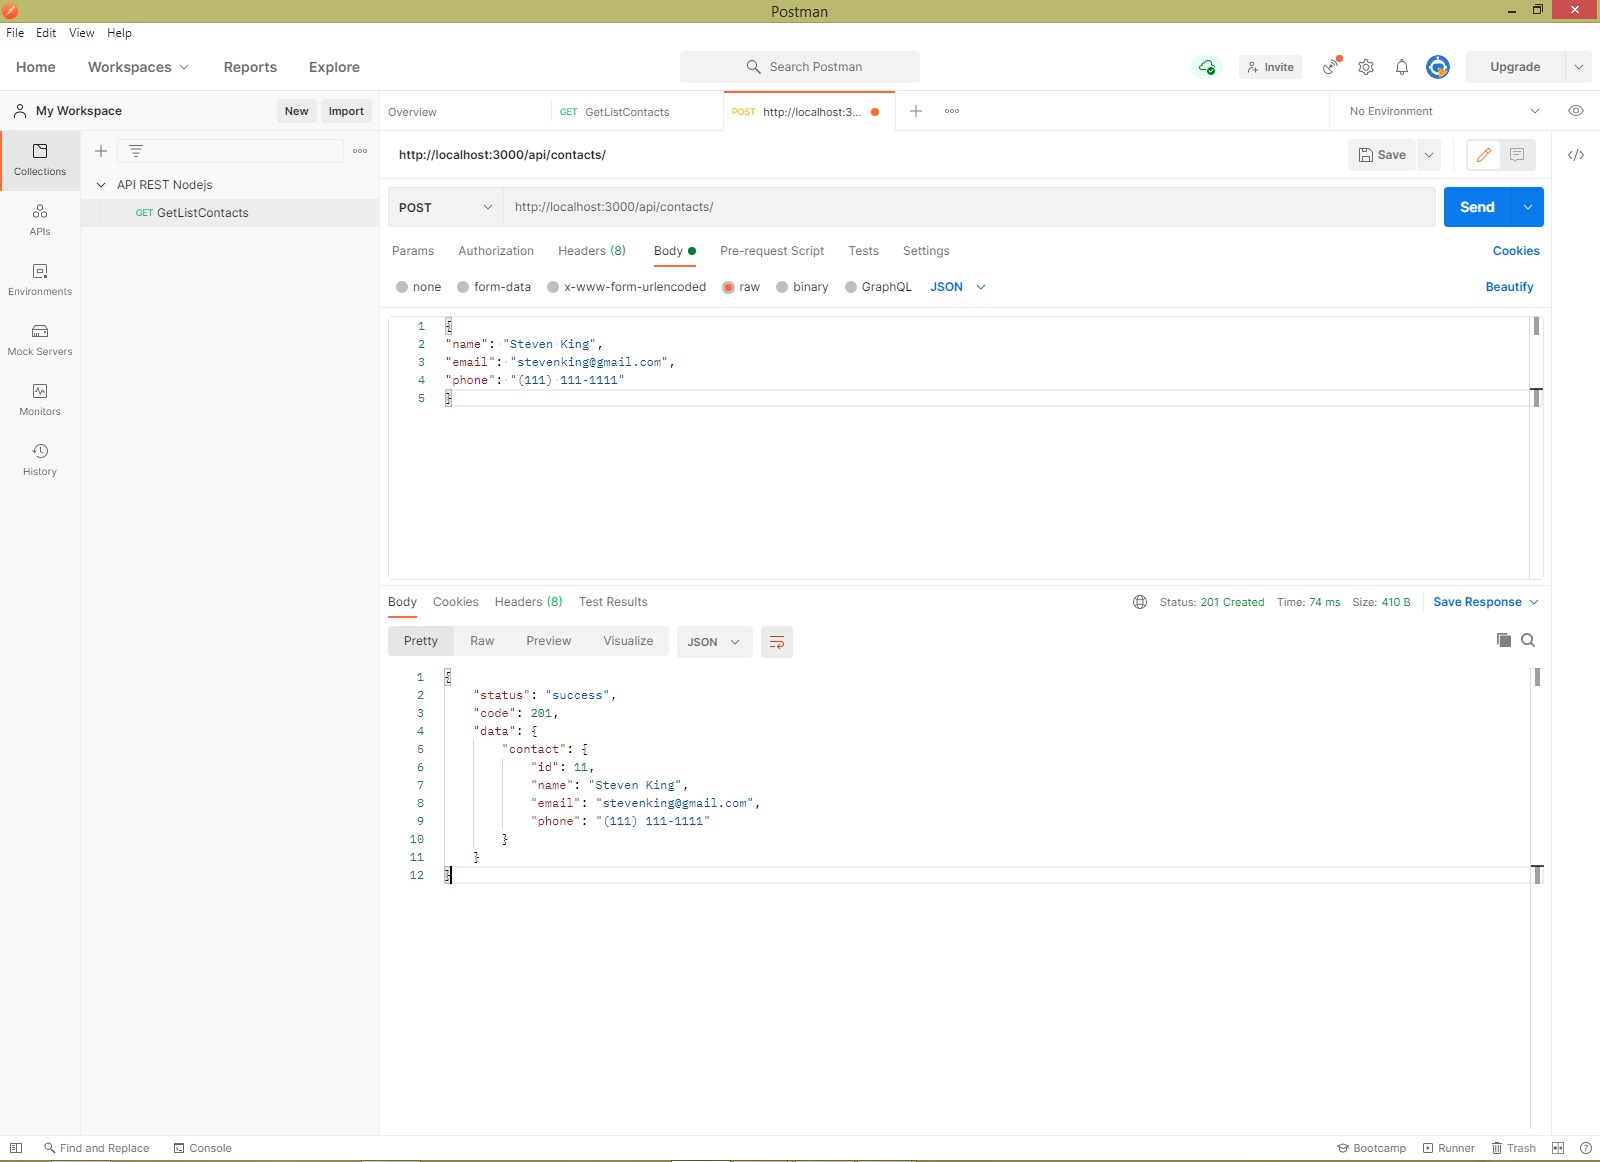 Postman
File Edit View Help
Home Workspaces Reports Explore Search Postman Invite Upgrade
My Workspace New Import Overview GET GetListContacts POST http://localhost:3... No Environment
Collections
APIs
Environments
Mock Servers
Monitors
History
API REST Nodejs
GET GetListContacts
http://localhost:3000/api/contacts/ Save
POST http://localhost:3000/api/contacts/ Send
Params Authorization Headers (8) Body Pre-request Script Tests Settings Cookies
none form-data x-www-form-urlencoded raw binary GraphQL JSON Beautify
1 {
2 "name": "Steven King",
3 "email": "stevenking@gmail.com",
4 "phone": "(111) 111-1111"
5 }
Body Cookies Headers (8) Test Results Status: 201 Created Time: 74 ms Size: 410 B Save Response
Pretty Raw Preview Visualize JSON
1 {
2 "status": "success",
3 "code": 201,
4 "data": {
5 "contact": {
6 "id": 11,
7 "name": "Steven King",
8 "email": "stevenking@gmail.com",
9 "phone": "(111) 111-1111"
10 }
11 }
12 }
Find and Replace Console Bootcamp Runner Trash